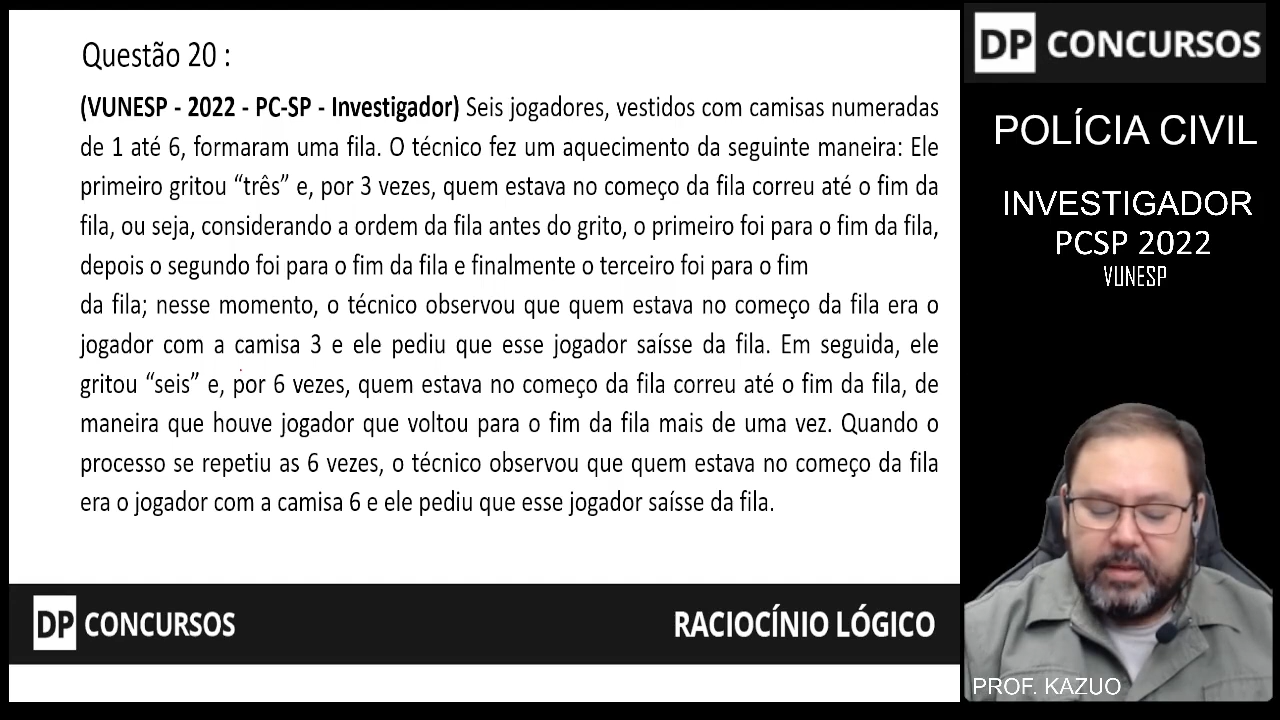 Questão 20 :
(VUNESP - 2022 - PC-SP - Investigador) Seis jogadores, vestidos com camisas numeradas
de 1 até 6, formaram uma fila. O técnico fez um aquecimento da seguinte maneira: Ele
primeiro gritou “três” e, por 3 vezes, quem estava no começo da fila correu até o fim da
fila, ou seja, considerando a ordem da fila antes do grito, o primeiro foi para o fim da fila,
depois o segundo foi para o fim da fila e finalmente o terceiro foi para o fim
da fila; nesse momento, o técnico observou que quem estava no começo da fila era o
jogador com a camisa 3 e ele pediu que esse jogador saísse da fila. Em seguida, ele
gritou “seis” e, por 6 vezes, quem estava no começo da fila correu até o fim da fila, de
maneira que houve jogador que voltou para o fim da fila mais de uma vez. Quando o
processo se repetiu as 6 vezes, o técnico observou que quem estava no começo da fila
era o jogador com a camisa 6 e ele pediu que esse jogador saísse da fila.
DP CONCURSOS
RACIOCÍNIO LÓGICO
DP CONCURSOS
POLÍCIA CIVIL
INVESTIGADOR
PCSP 2022
VUNESP
PROF. KAZUO